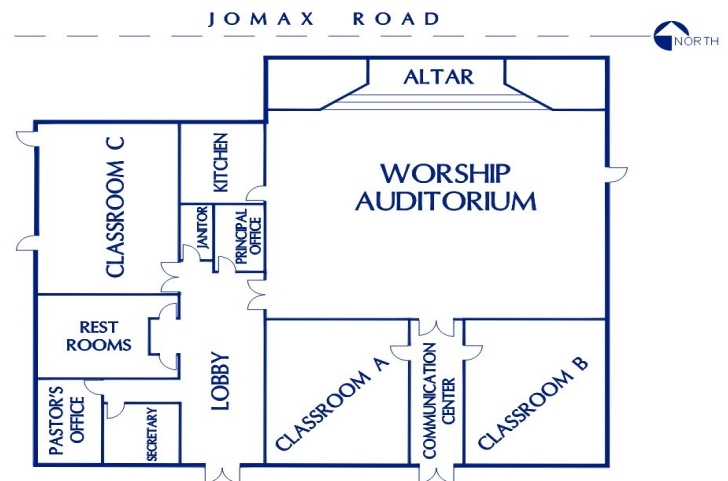 JOMAX ROAD
NORTH
ALTAR
CLASSROOM C
KITCHEN
WORSHIP
AUDITORIUM
JANITOR
PRINCIPAL
OFFICE
REST
ROOMS
LOBBY
PASTOR'S
OFFICE
SECRETARY
CLASSROOM A
COMMUNICATION
CENTER
CLASSROOM B